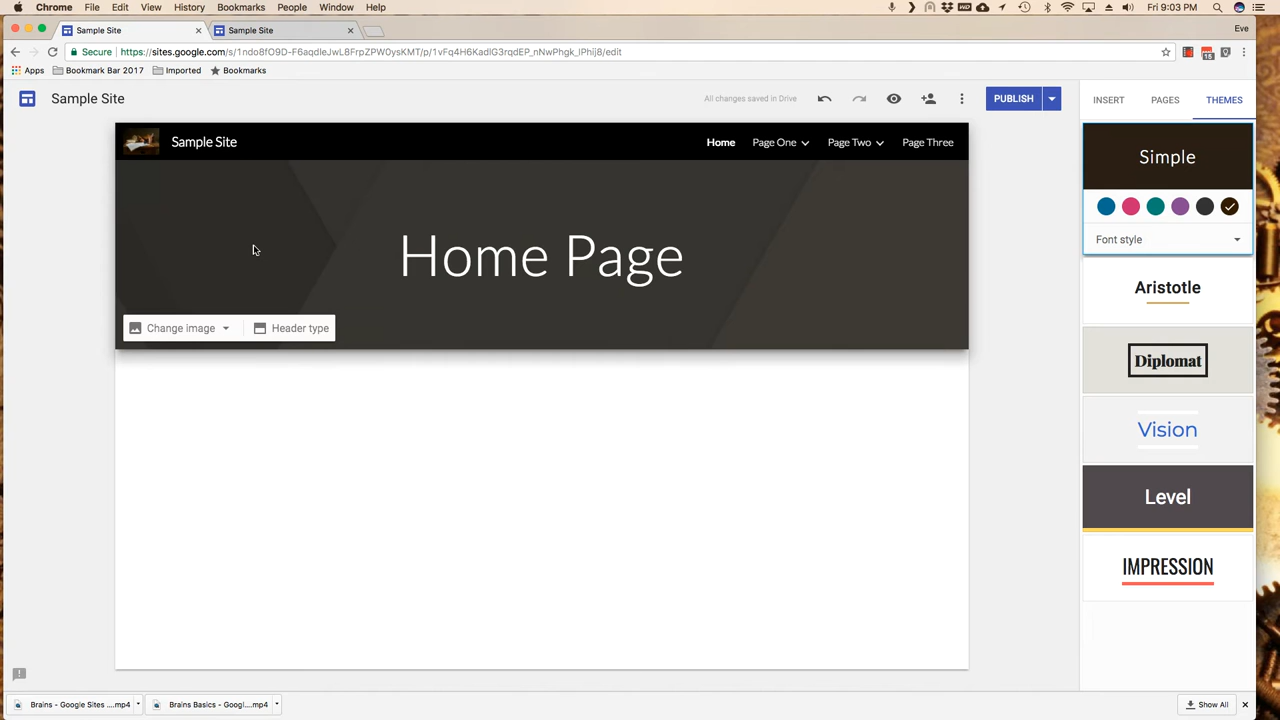 Chrome File Edit View History Bookmarks People Window Help
Fri 9:03 PM
Sample Site
Sample Site
Eve
Secure https://sites.google.com/s/1ndo8fO9D-F6aqdleJwL8FrpZPW0ysKMT/p/1vFq4H6KadlG3rqdEP_nNwPhgk_IPhij8/edit
Apps Bookmark Bar 2017 Imported Bookmarks
Sample Site
All changes saved in Drive
PUBLISH
INSERT PAGES THEMES
Sample Site
Home Page One Page Two Page Three
Home Page
Change image Header type
Simple
Font style
Aristotle
Diplomat
Vision
Level
IMPRESSION
Brains - Google Sites ....mp4
Brains Basics - Googl....mp4
Show All